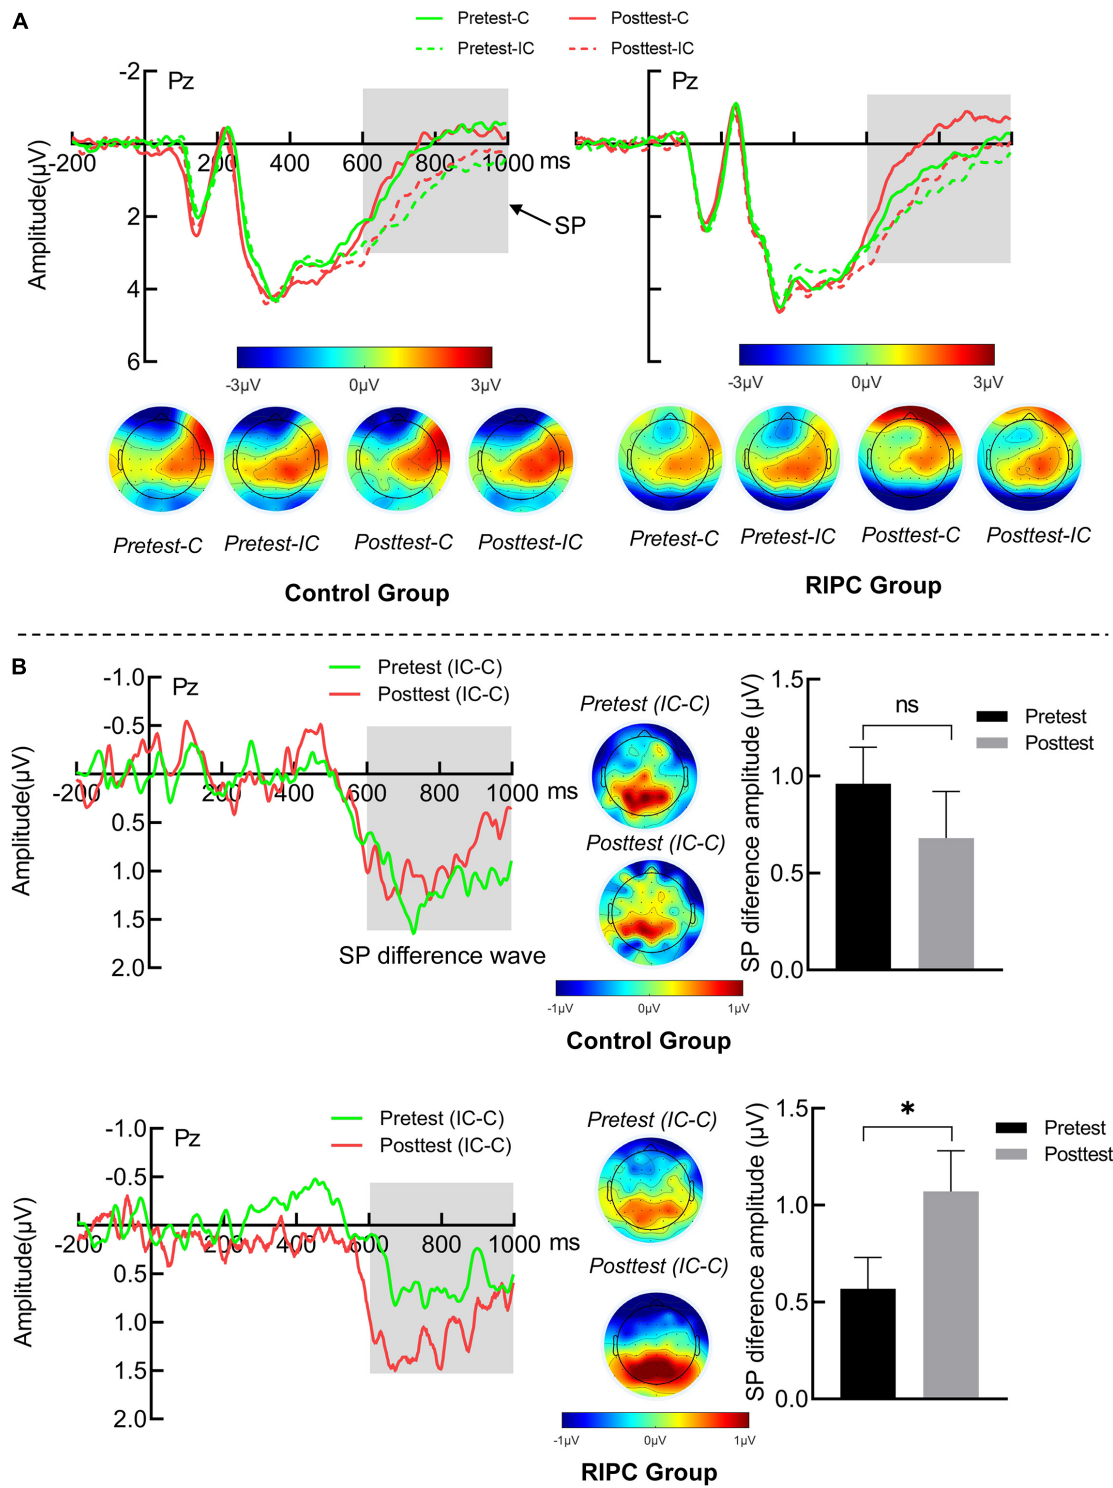 A
Pretest-C
Posttest-C
Pretest-IC
Posttest-IC
-2
Pz
-200
200
400
600
800
1000 ms
2
4
6
Amplitude(μV)
SP
Pz
2
-3μV
0μV
3μV
-3μV
0μV
3μV
Pretest-C
Pretest-IC
Posttest-C
Posttest-IC
Pretest-C
Pretest-IC
Posttest-C
Posttest-IC
Control Group
RIPC Group
B
Pretest (IC-C)
Posttest (IC-C)
-1.0
Pz
-0.5
-200
200
400
600
800
1000 ms
0.5
1.0
1.5
2.0
Amplitude(μV)
SP difference wave
Pretest (IC-C)
Posttest (IC-C)
-1μV
0μV
1μV
Control Group
SP diference amplitude (μV)
1.5
1.0
0.5
0.0
ns
Pretest
Posttest
Pretest (IC-C)
Posttest (IC-C)
-1.0
Pz
-0.5
-200
200
400
600
800
1000 ms
0.5
1.0
1.5
2.0
Amplitude(μV)
Pretest (IC-C)
Posttest (IC-C)
-1μV
0μV
1μV
RIPC Group
SP diference amplitude (μV)
1.5
1.0
0.5
0.0
*
Pretest
Posttest